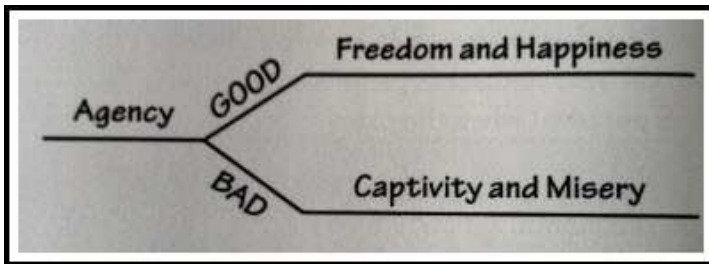 Freedom and Happiness
GOOD
Agency
BAD
Captivity and Misery